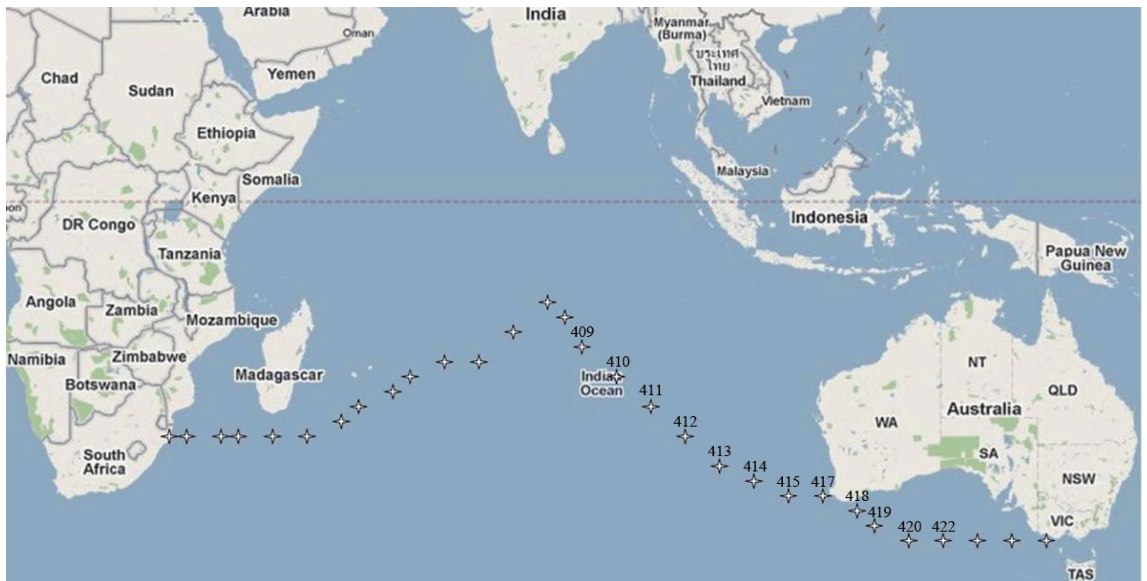 Arabia
India
Oman
Myanmar
(Burma)
Yemen
Chad
Sudan
ประเทศ
ไทย
Thailand
Vietnam
Ethiopia
Somalia
Malaysia
Kenya
on
DR Congo
Indonesia
Tanzania
Papua New
Guinea
Angola
Zambia
Mozambique
Namibia
Zimbabwe
Botswana
Madagascar
409
410
Indian
Ocean
411
412
413
414
415
417
418
419
420
422
NT
QLD
Australia
WA
SA
NSW
VIC
TAS
South
Africa